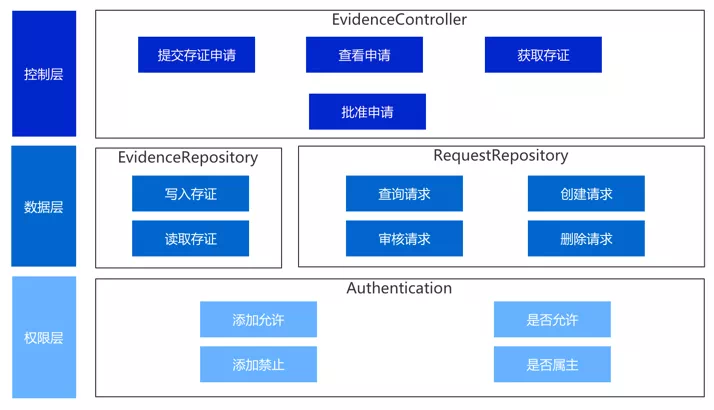 EvidenceController
控制层
提交存证申请
查看申请
获取存证
批准申请
数据层
EvidenceRepository
写入存证
读取存证
RequestRepository
查询请求
创建请求
审核请求
删除请求
权限层
Authentication
添加允许
是否允许
添加禁止
是否属主